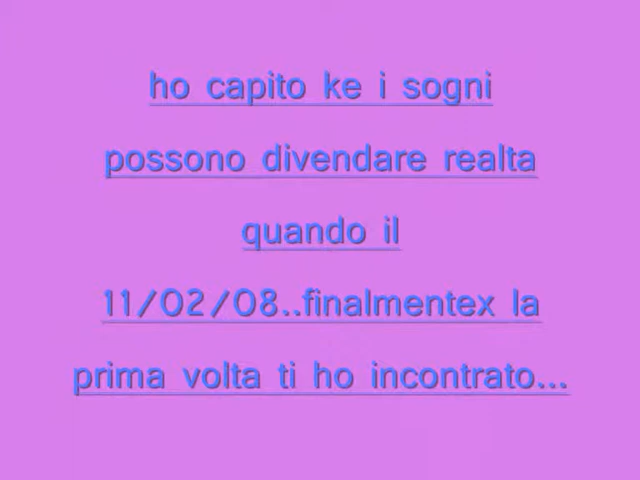 ho capito ke i sogni
possono divendare realta
quando il
11/02/08..finalmentex la
prima volta ti ho incontrato...